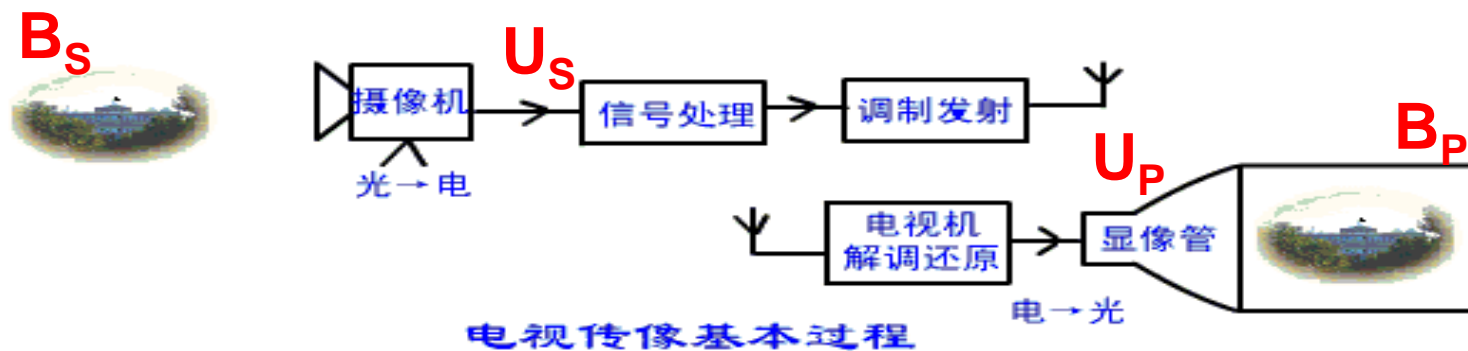 B_S
U_S
摄像机
信号处理
调制发射
光→电
B_P
U_P
电视机
解调还原
显像管
电→光
电视传像基本过程